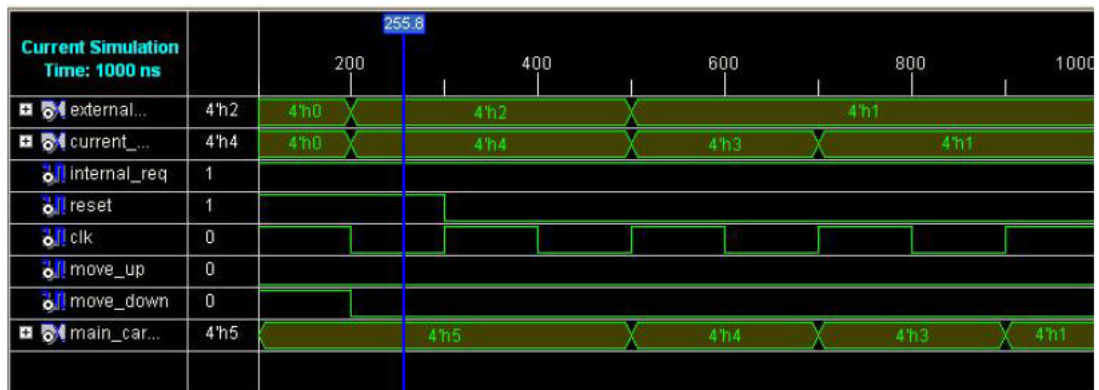 255.8
Current Simulation
Time: 1000 ns
200 400 600 800 1000
external... 4'h2 4'h0 4'h2 4'h1
current_... 4'h4 4'h0 4'h4 4'h3 4'h1
internal_req 1
reset 1
clk 0
move_up 0
move_down 0
main_car... 4'h5 4'h5 4'h4 4'h3 4'h1